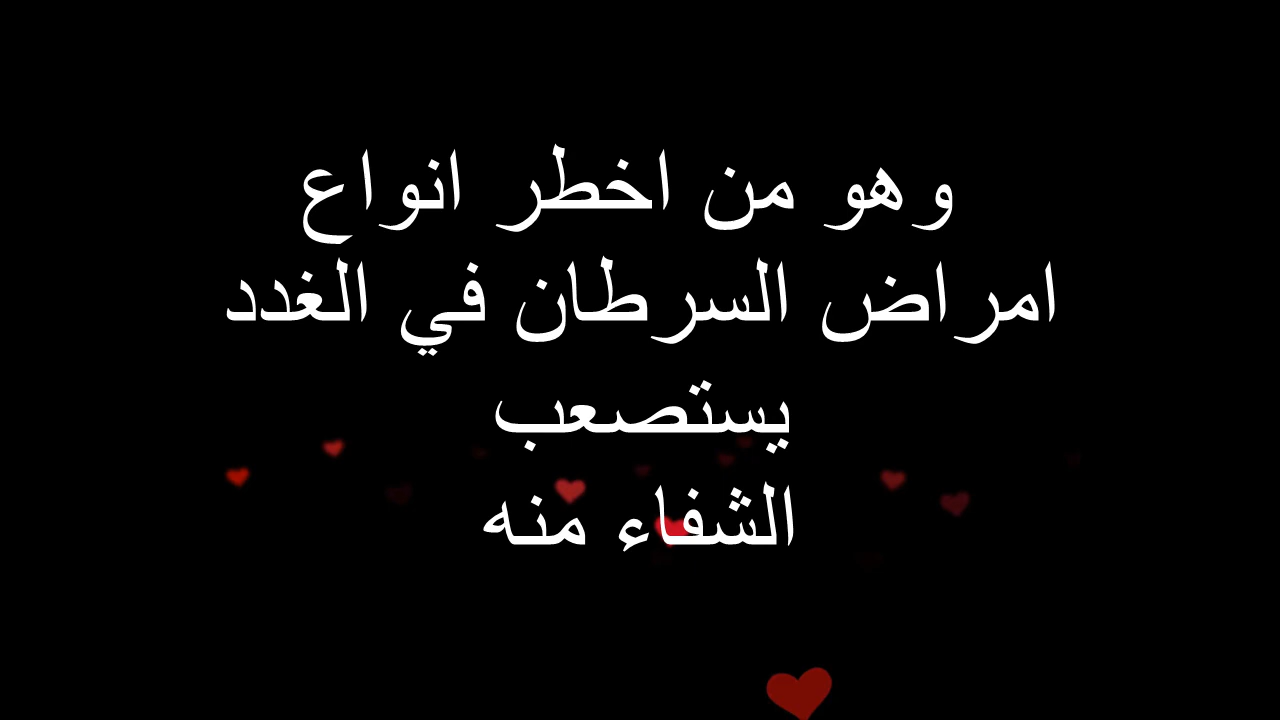 وهو من اخطر انواع
امراض السرطان في الغدد
يستصعب
الشفاء منه